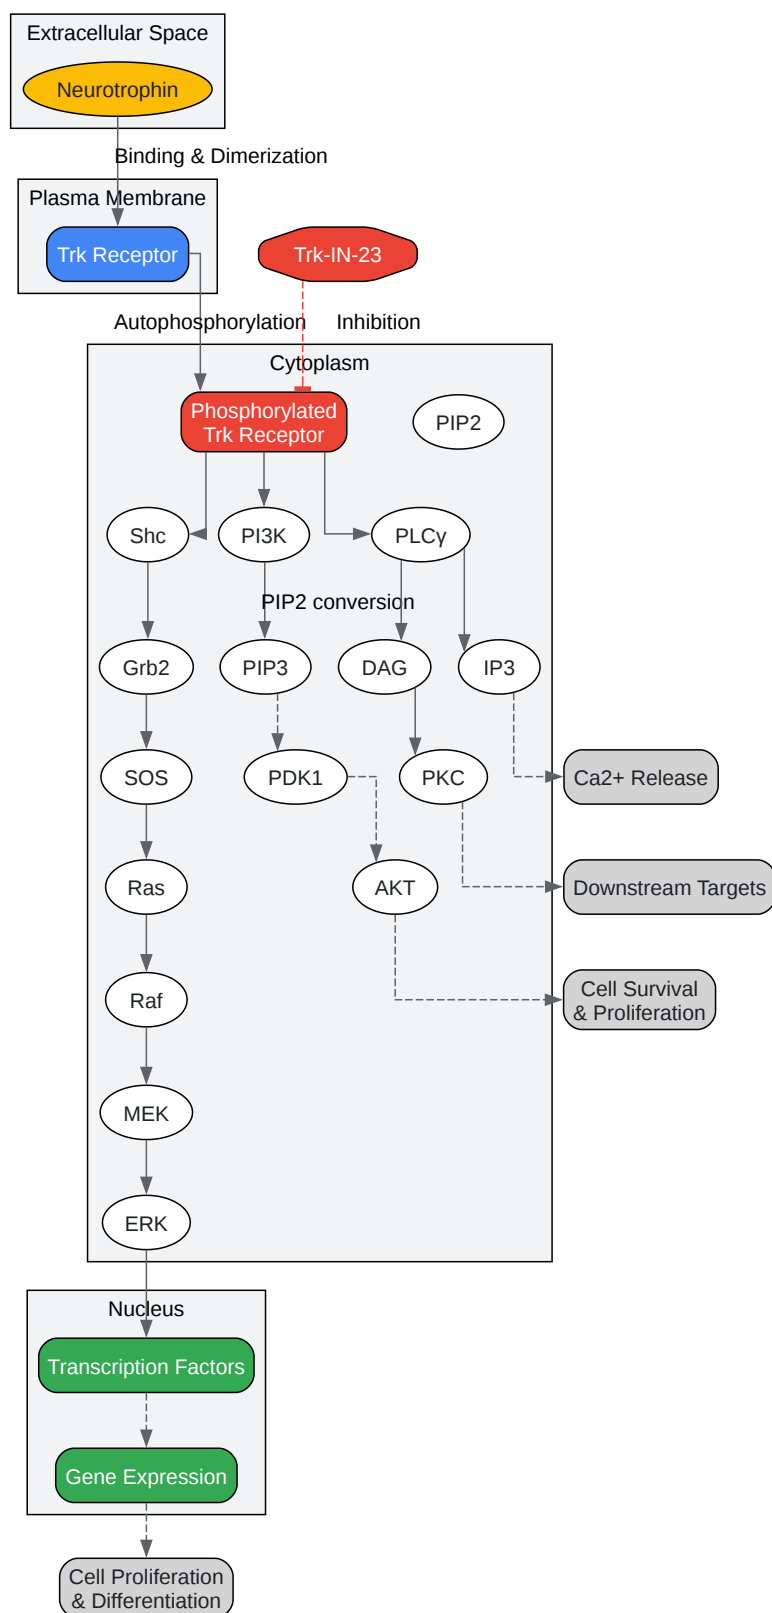 Extracellular Space
Neurotrophin
Binding & Dimerization
Plasma Membrane
Trk Receptor
Trk-IN-23
Autophosphorylation
Inhibition
Cytoplasm
Phosphorylated
Trk Receptor
PIP2
Shc
PI3K
PLCγ
PIP2 conversion
Grb2
PIP3
DAG
IP3
SOS
PDK1
PKC
Ca2+ Release
Ras
AKT
Downstream Targets
Raf
Cell Survival
& Proliferation
MEK
ERK
Nucleus
Transcription Factors
Gene Expression
Cell Proliferation
& Differentiation